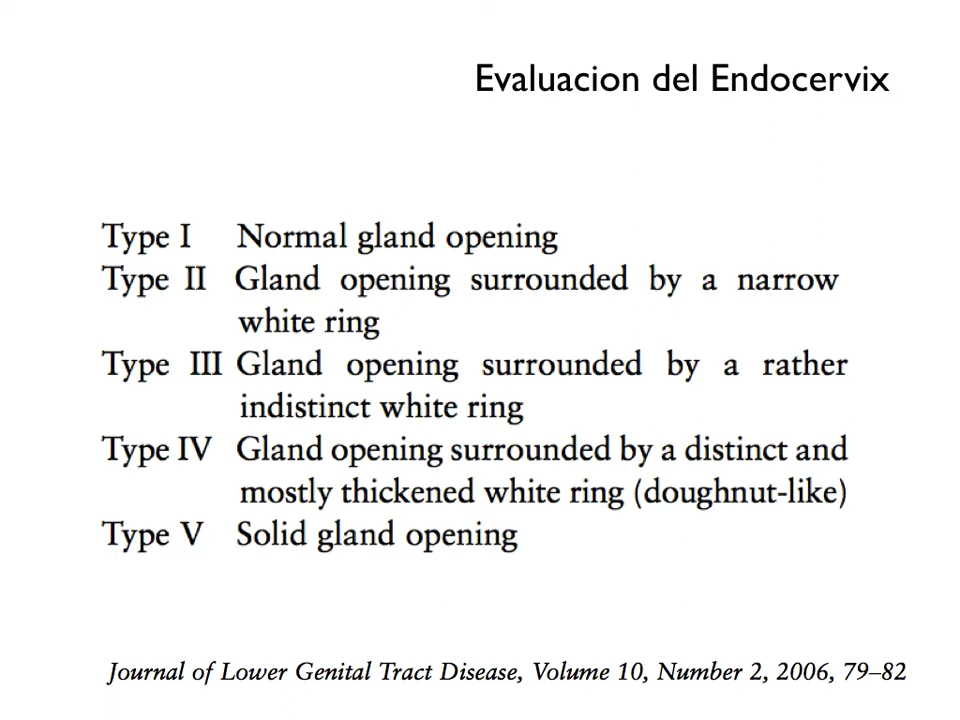 Evaluacion del Endocervix
Type I Normal gland opening
Type II Gland opening surrounded by a narrow
white ring
Type III Gland opening surrounded by a rather
indistinct white ring
Type IV Gland opening surrounded by a distinct and
mostly thickened white ring (doughnut-like)
Type V Solid gland opening
Journal of Lower Genital Tract Disease, Volume 10, Number 2, 2006, 79–82